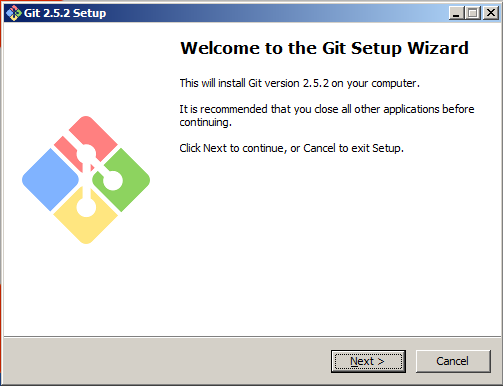 Git 2.5.2 Setup
Welcome to the Git Setup Wizard
This will install Git version 2.5.2 on your computer.
It is recommended that you close all other applications before
continuing.
Click Next to continue, or Cancel to exit Setup.
Next >
Cancel